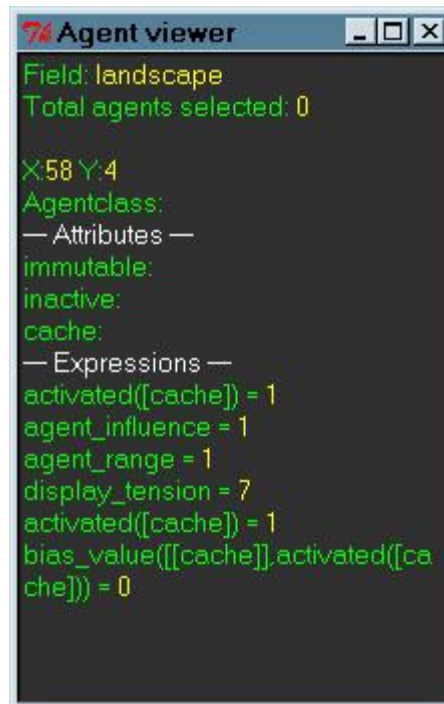 Agent viewer
Field: landscape
Total agents selected: 0
X:58 Y:4
Agentclass:
— Attributes —
immutable:
inactive:
cache:
— Expressions —
activated([cache]) = 1
agent_influence = 1
agent_range = 1
display_tension = 7
activated([cache]) = 1
bias_value([[cache]],activated([ca
che])) = 0